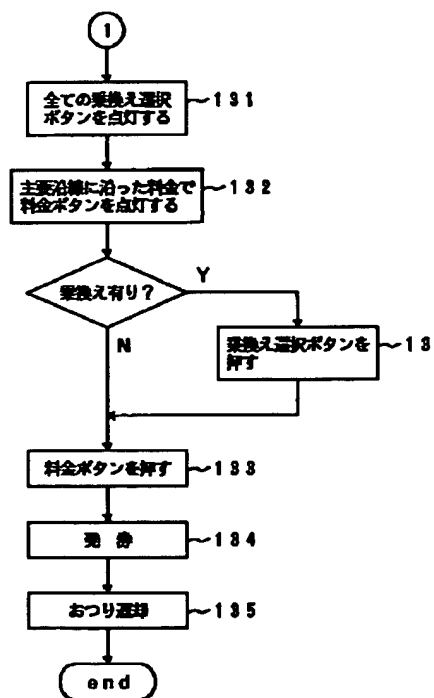 1
全ての乗換え選択
ボタンを点灯する
131
主要沿線に沿った料金で
料金ボタンを点灯する
132
乗換え有り？
Y
N
乗換え選択ボタンを
押す
13
料金ボタンを押す
133
発 券
134
おつり返却
135
end